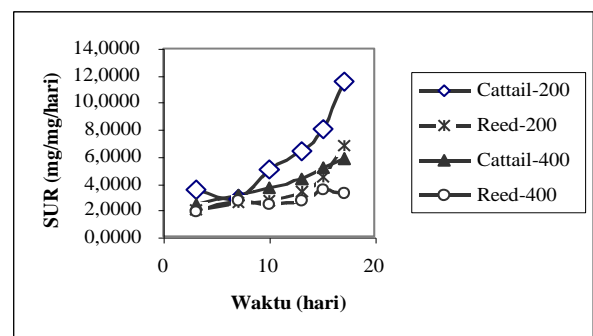 SUR (mg/mg/hari)
14,0000
12,0000
10,0000
8,0000
6,0000
4,0000
2,0000
0,0000
0 10 20
Waktu (hari)
Cattail-200
Reed-200
Cattail-400
Reed-400